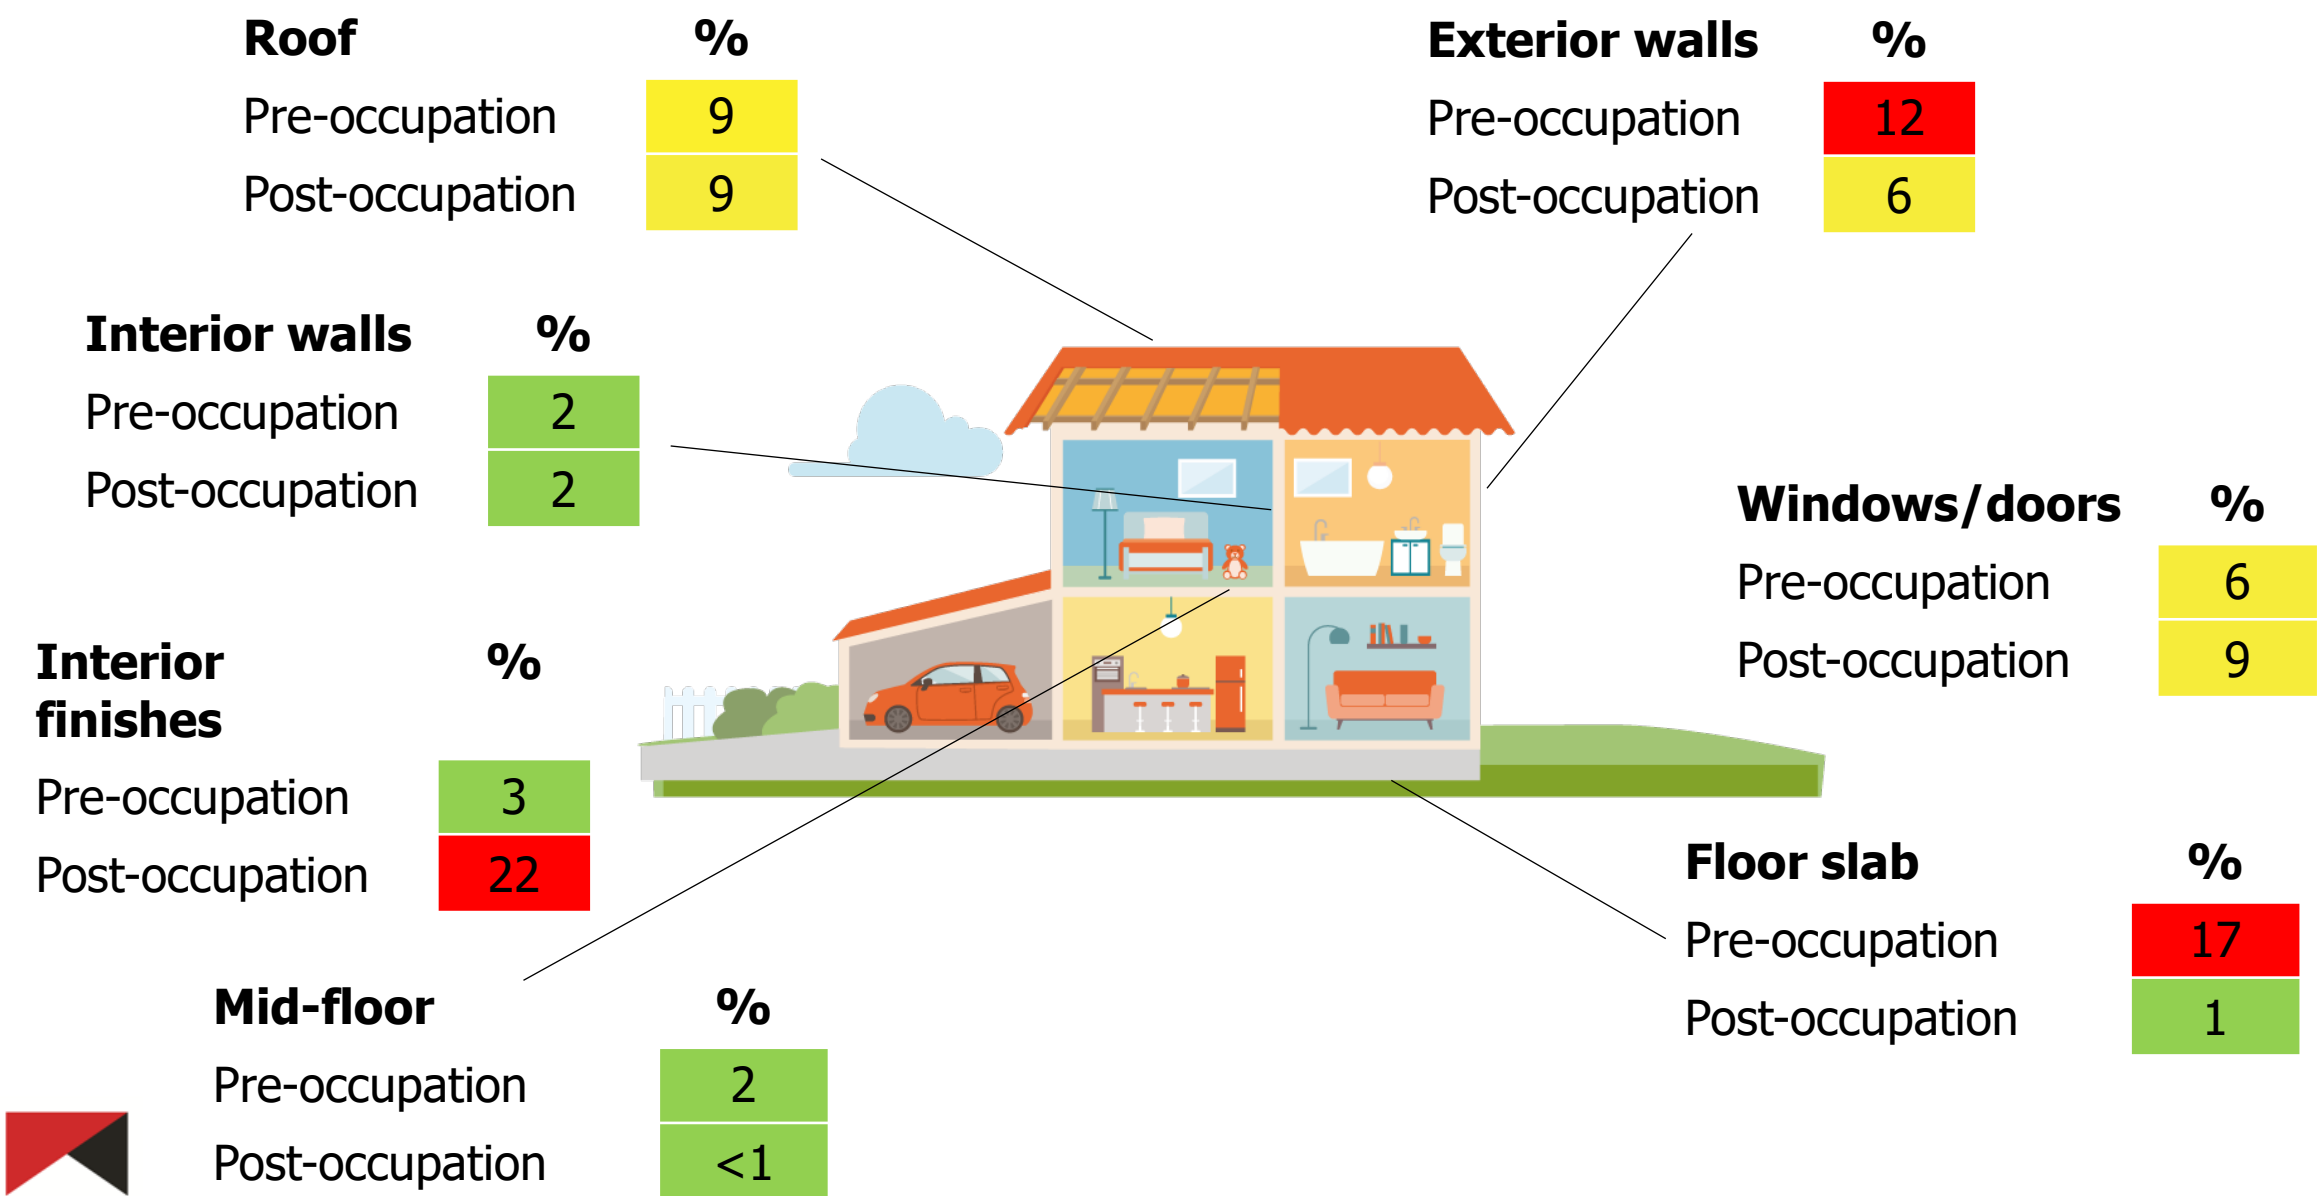 Roof %
Pre-occupation 9
Post-occupation 9
Exterior walls %
Pre-occupation 12
Post-occupation 6
Interior walls %
Pre-occupation 2
Post-occupation 2
Windows/doors %
Pre-occupation 6
Post-occupation 9
Interior %
finishes
Pre-occupation 3
Post-occupation 22
Floor slab %
Pre-occupation 17
Post-occupation 1
Mid-floor %
Pre-occupation 2
Post-occupation <1